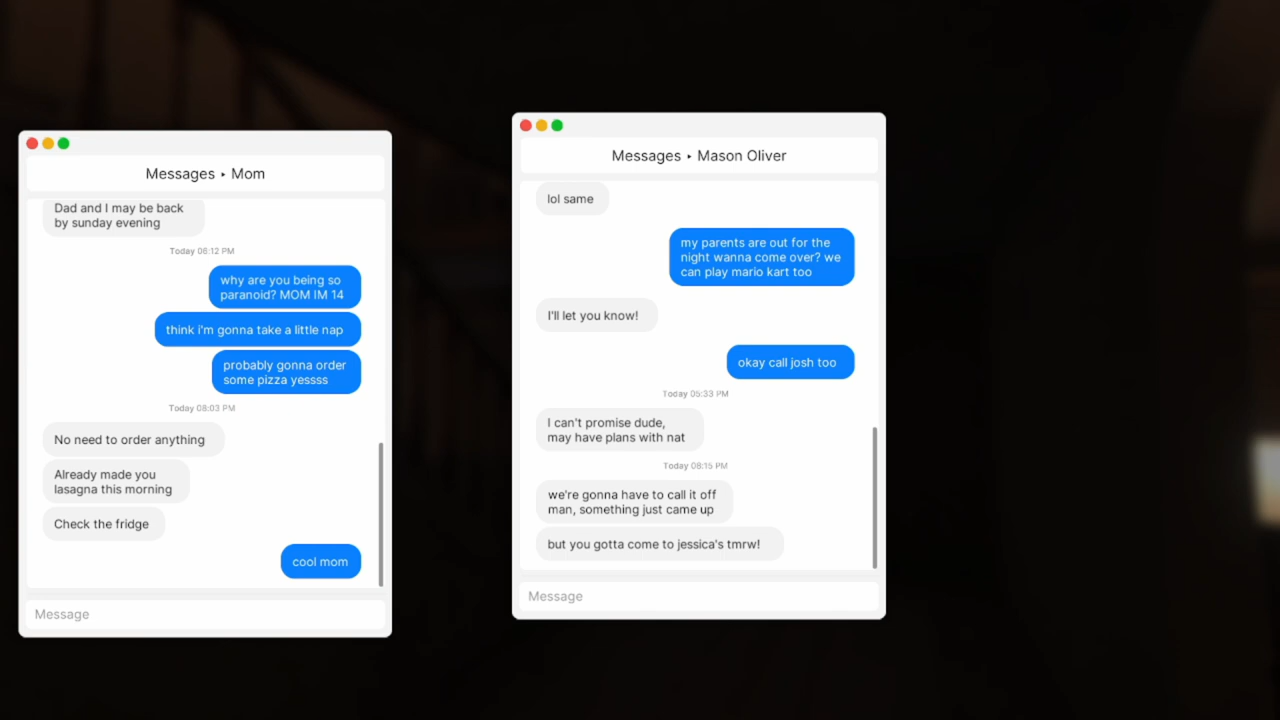 Messages ‣ Mom
Dad and I may be back
by sunday evening
Today 06:12 PM
why are you being so
paranoid? MOM IM 14
think i'm gonna take a little nap
probably gonna order
some pizza yessss
Today 08:03 PM
No need to order anything
Already made you
lasagna this morning
Check the fridge
cool mom
Message
Messages ‣ Mason Oliver
lol same
my parents are out for the
night wanna come over? we
can play mario kart too
I'll let you know!
okay call josh too
Today 05:33 PM
I can't promise dude,
may have plans with nat
Today 08:15 PM
we're gonna have to call it off
man, something just came up
but you gotta come to jessica's tmrw!
Message